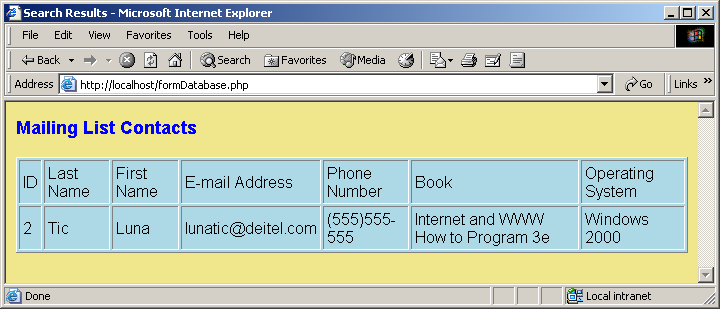 Search Results - Microsoft Internet Explorer
File Edit View Favorites Tools Help
Back Search Favorites Media
Address http://localhost/formDatabase.php Go Links »
Mailing List Contacts
ID Last Name First Name E-mail Address Phone Number Book Operating System
2 Tic Luna lunatic@deitel.com (555)555-555 Internet and WWW How to Program 3e Windows 2000
Done Local intranet